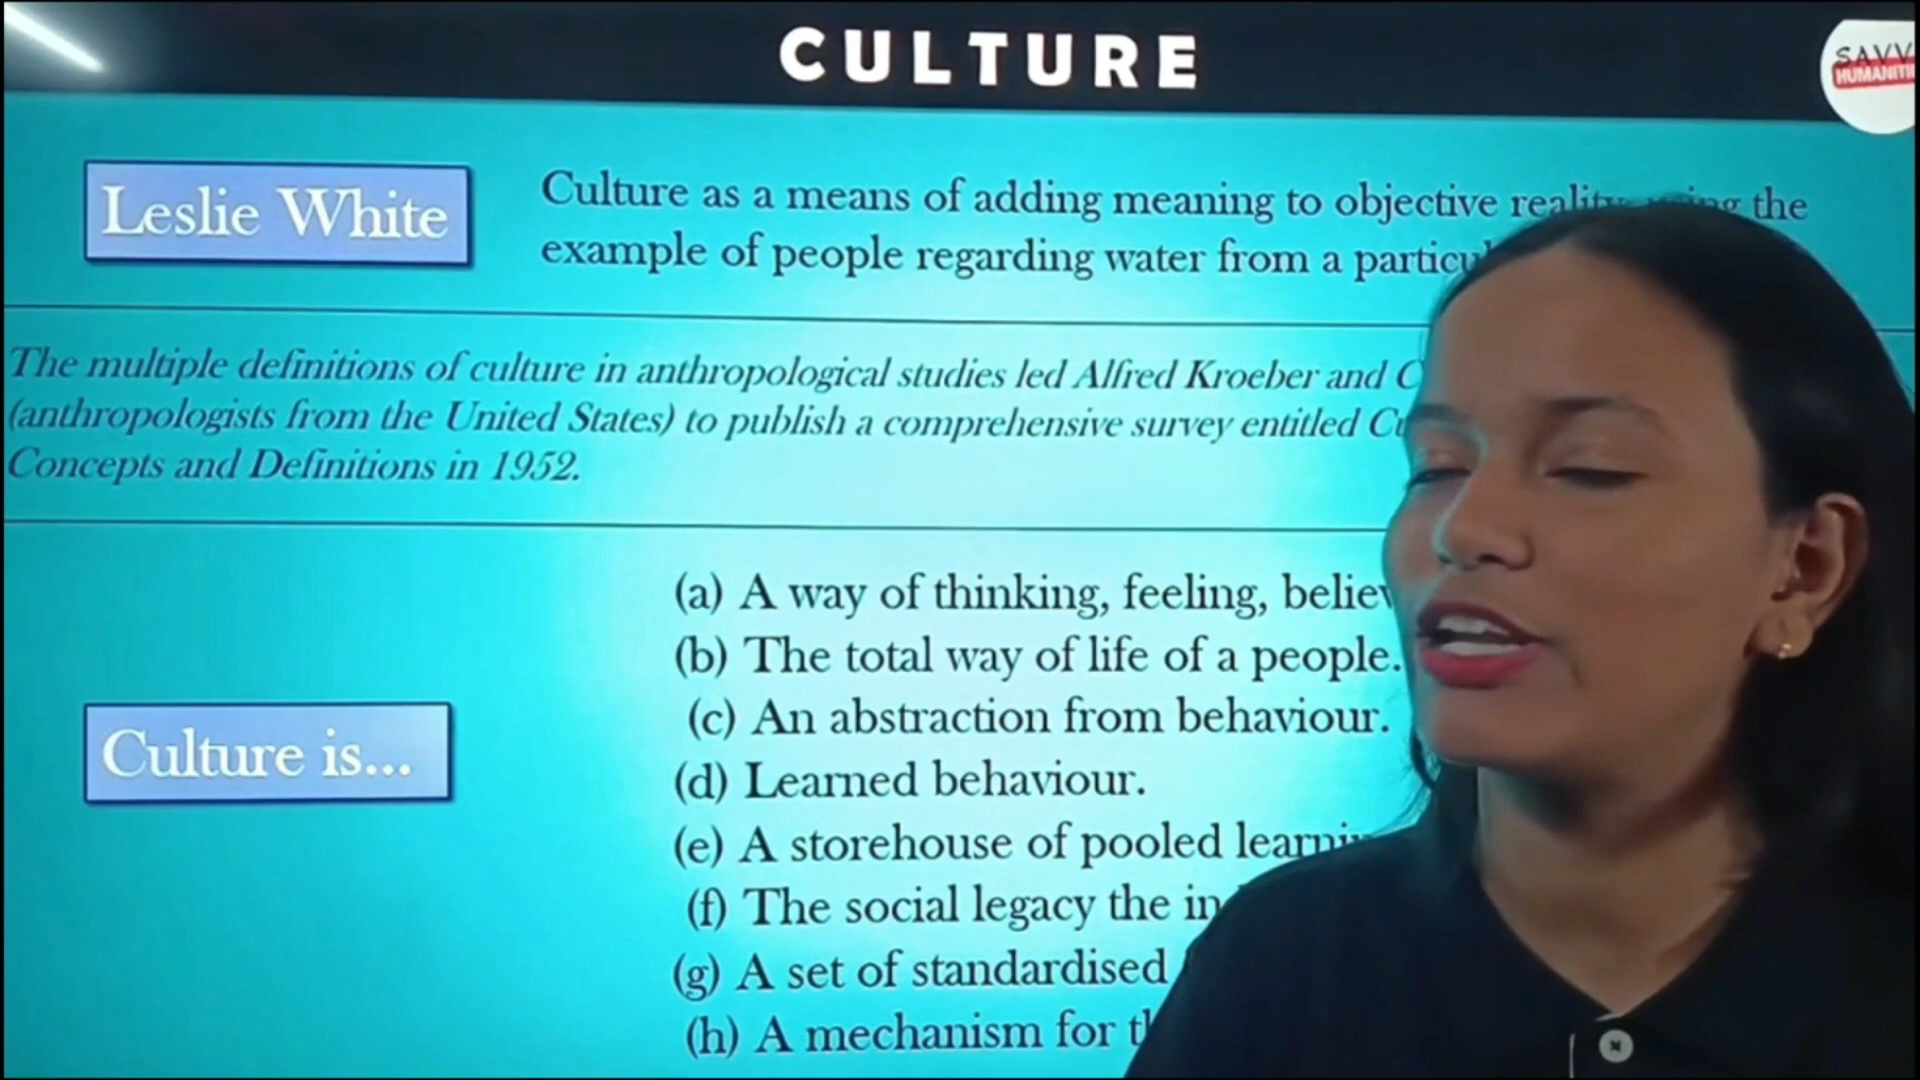 CULTURE
SAVV
HUMANITI
Leslie White
Culture as a means of adding meaning to objective the
example of people regarding water from a
The multiple definitions of culture in anthropological studies led Alfred Kroeber and
(anthropologists from the United States) to publish a comprehensive survey entitled
Concepts and Definitions in 1952.
Culture is...
(a) A way of thinking, feeling,
(b) The total way of life of a people.
(c) An abstraction from behaviour.
(d) Learned behaviour.
(e) A storehouse of pooled
(f) The social legacy the
(g) A set of standardised
(h) A mechanism for